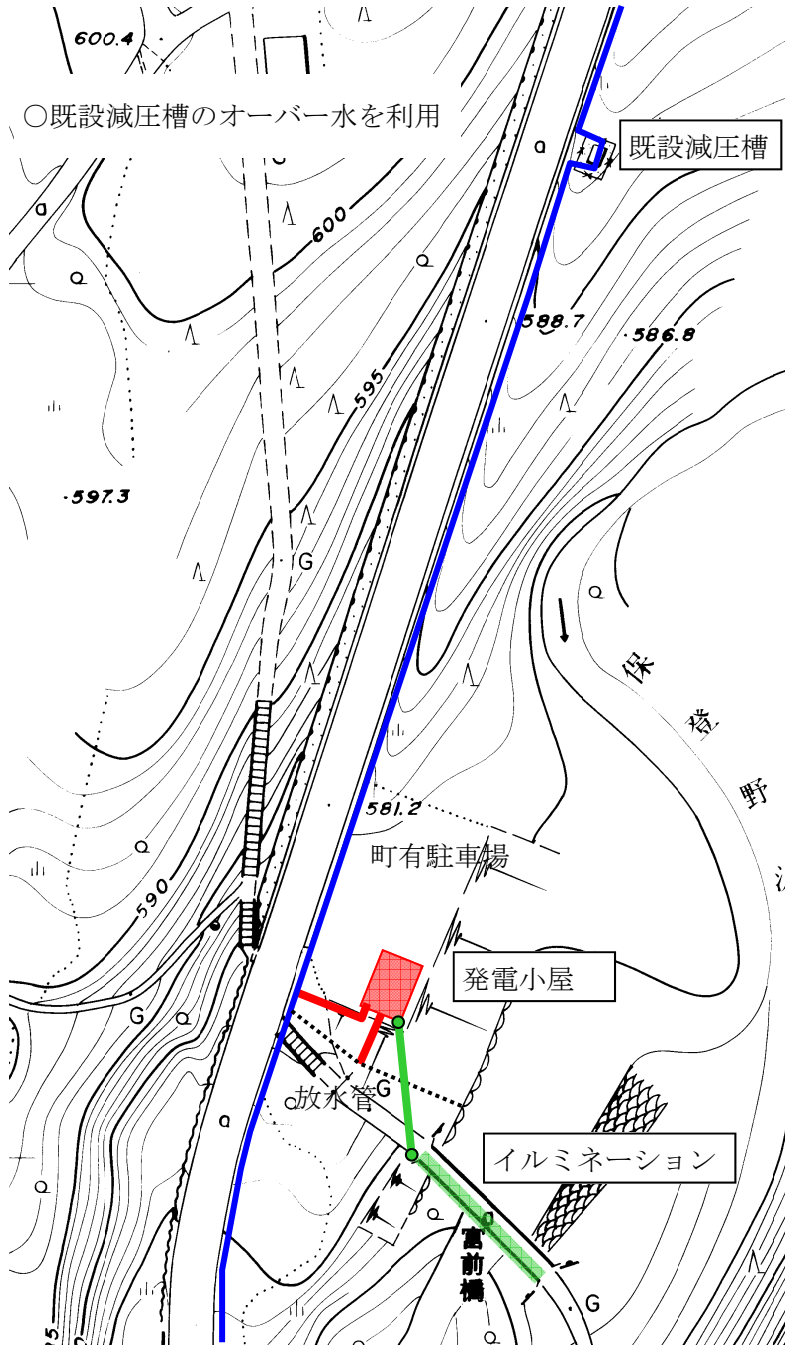 600.4
○既設減圧槽のオーバー水を利用
a
既設減圧槽
a
600
588.7
586.8
595
597.3
G
保登野
581.2
町有駐車場
590
発電小屋
G
放水管
G
a
イルミネーション
宮前橋
G